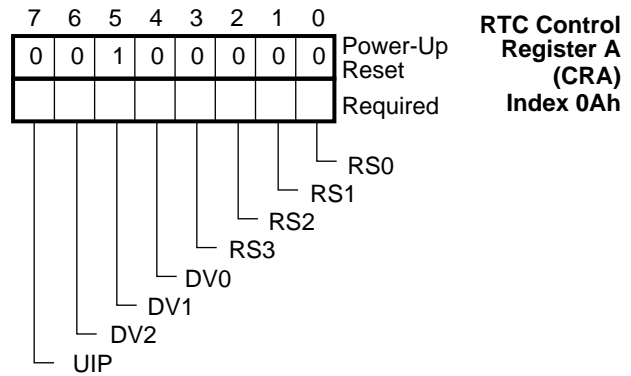 7 6 5 4 3 2 1 0
0 0 1 0 0 0 0 0
Power-Up
Reset
Required
RTC Control
Register A
(CRA)
Index 0Ah
RS0
RS1
RS2
RS3
DV0
DV1
DV2
UIP